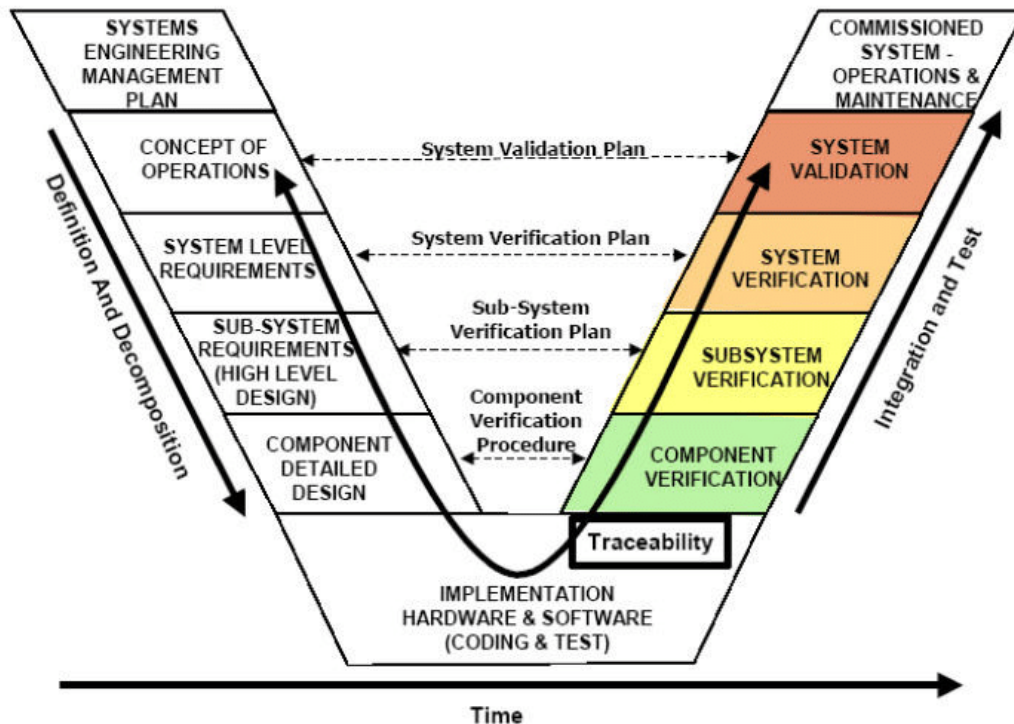 SYSTEMS
ENGINEERING
MANAGEMENT
PLAN
COMMISSIONED
SYSTEM -
OPERATIONS &
MAINTENANCE
CONCEPT OF
OPERATIONS
System Validation Plan
SYSTEM
VALIDATION
Definition And Decomposition
SYSTEM LEVEL
REQUIREMENTS
System Verification Plan
SYSTEM
VERIFICATION
Integration and Test
SUB-SYSTEM
REQUIREMENTS
(HIGH LEVEL
DESIGN)
Sub-System
Verification Plan
SUBSYSTEM
VERIFICATION
COMPONENT
DETAILED
DESIGN
Component
Verification
Procedure
COMPONENT
VERIFICATION
Traceability
IMPLEMENTATION
HARDWARE & SOFTWARE
(CODING & TEST)
Time